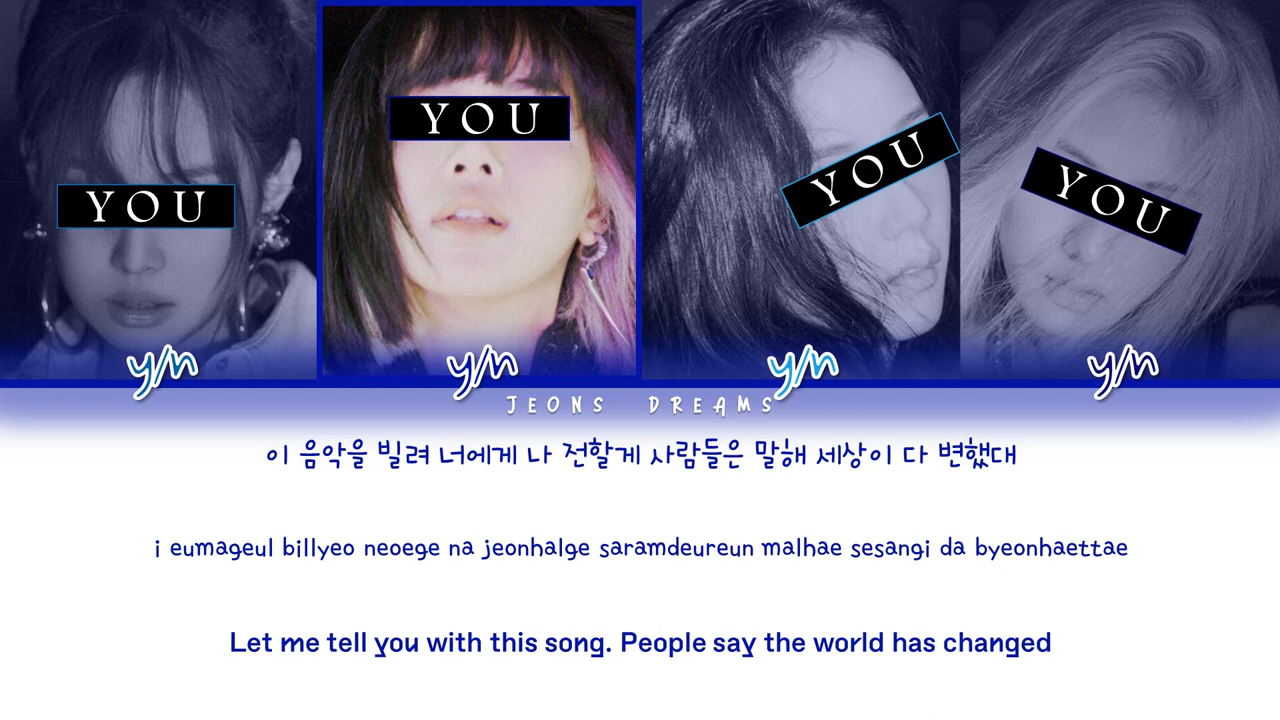 YOU
YOU
YOU
YOU
y/n
y/n
y/n
y/n
JEONS DREAMS
이 음악을 빌려 너에게 나 전할게 사람들은 말해 세상이 다 변했대
i eumageul billyeo neoege na jeonhalge saramdeureun malhae sesangi da byeonhaettae
Let me tell you with this song. People say the world has changed